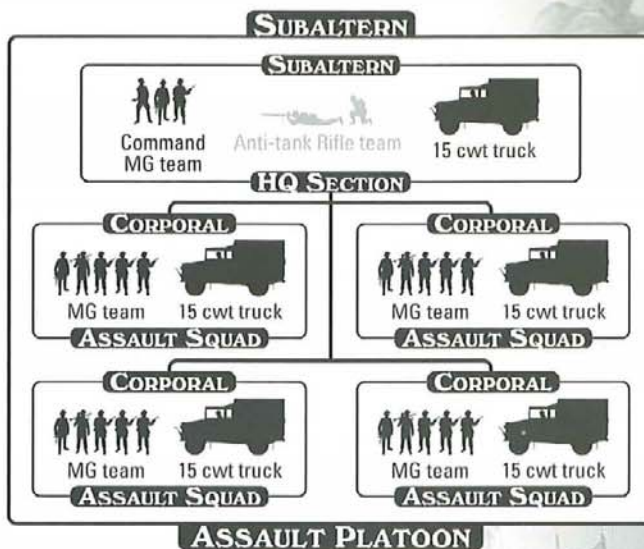 SUBALTERN
SUBALTERN
Command MG team
Anti-tank Rifle team
15 cwt truck
HQ SECTION
CORPORAL CORPORAL
MG team 15 cwt truck MG team 15 cwt truck
ASSAULT SQUAD ASSAULT SQUAD
CORPORAL CORPORAL
MG team 15 cwt truck MG team 15 cwt truck
ASSAULT SQUAD ASSAULT SQUAD
ASSAULT PLATOON